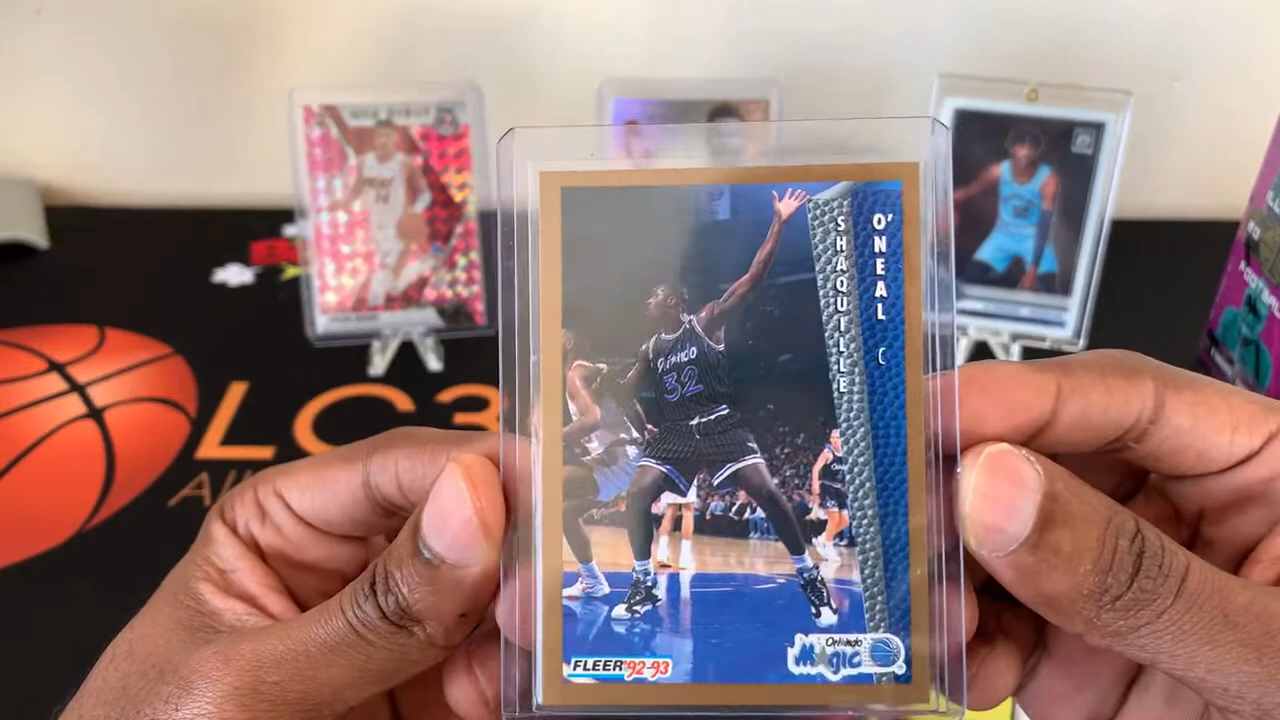 SHAQUILLE
O'NEAL C
Orlando
32
FLEER '92-93
Orlando
Magic
LC3